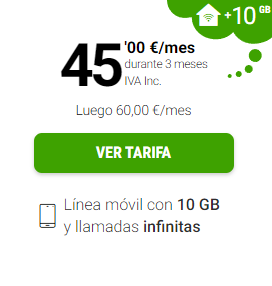 +10 GB
45'00 €/mes
durante 3 meses
IVA Inc.
Luego 60,00 €/mes
VER TARIFA
Línea móvil con 10 GB
y llamadas infinitas